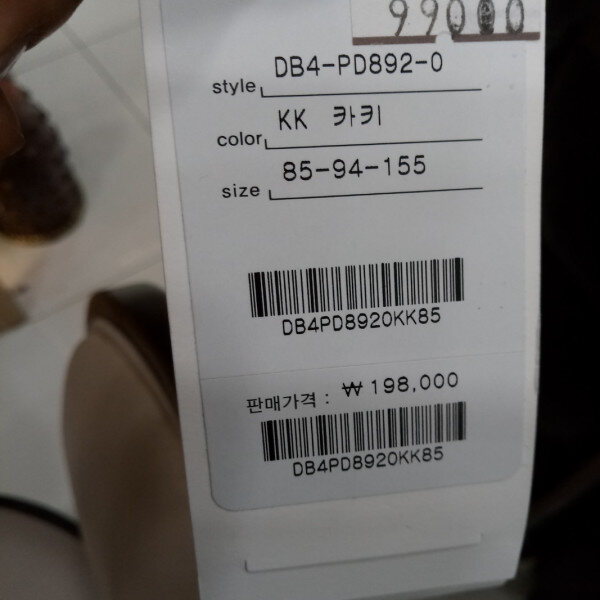 99000
style DB4-PD892-0
color KK 카키
size 85-94-155
DB4PD8920KK85
판매가격 : ₩ 198,000
DB4PD8920KK85